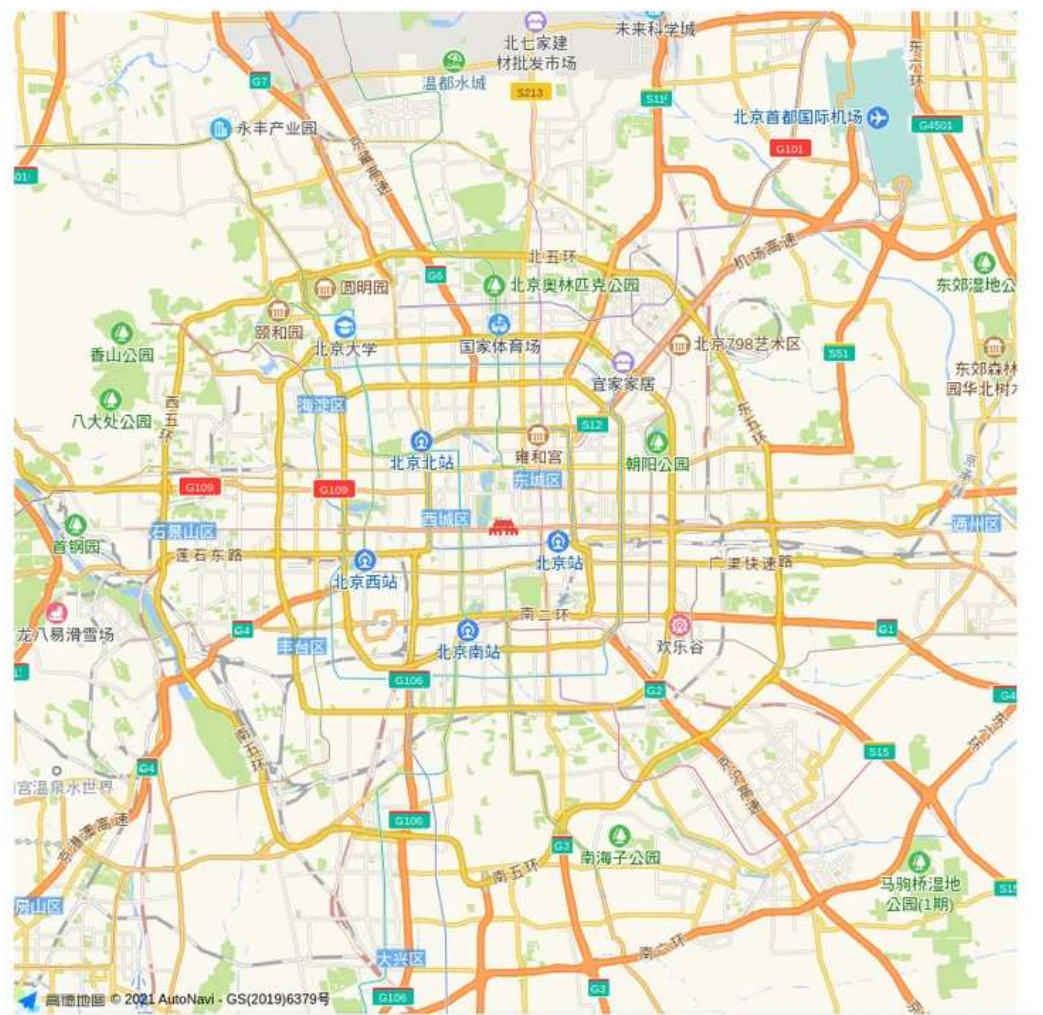 未来科学城
北七家建
材批发市场
温都水城
东六环
G7
S213
S11
北京首都国际机场
G4501
永丰产业园
京藏高速
G101
01
北五环
机场高速
G6
北京奥林匹克公园
圆明园
东郊湿地公
颐和园
北京大学
国家体育场
北京798艺术区
香山公园
S51
宜家家居
东郊森林
园华北树木
八大处公园
西五环
海淀区
东五环
S12
北京北站
雍和宫
朝阳公园
东城区
G109
G109
西城区
石景山区
通州区
首钢园
莲石东路
北京站
广渠快速路
北京西站
龙八易滑雪场
南二环
G4
丰台区
北京南站
欢乐谷
G1
G106
G2
G4
南五环
S15
G4
宫温泉水世界
京沪高速
京港澳高速
G106
G3
南海子公园
南五环
马驹桥湿地
公园(1期)
S15
房山区
南六环
大兴区
G106
G3
高德地图 © 2021 AutoNavi - GS(2019)6379号